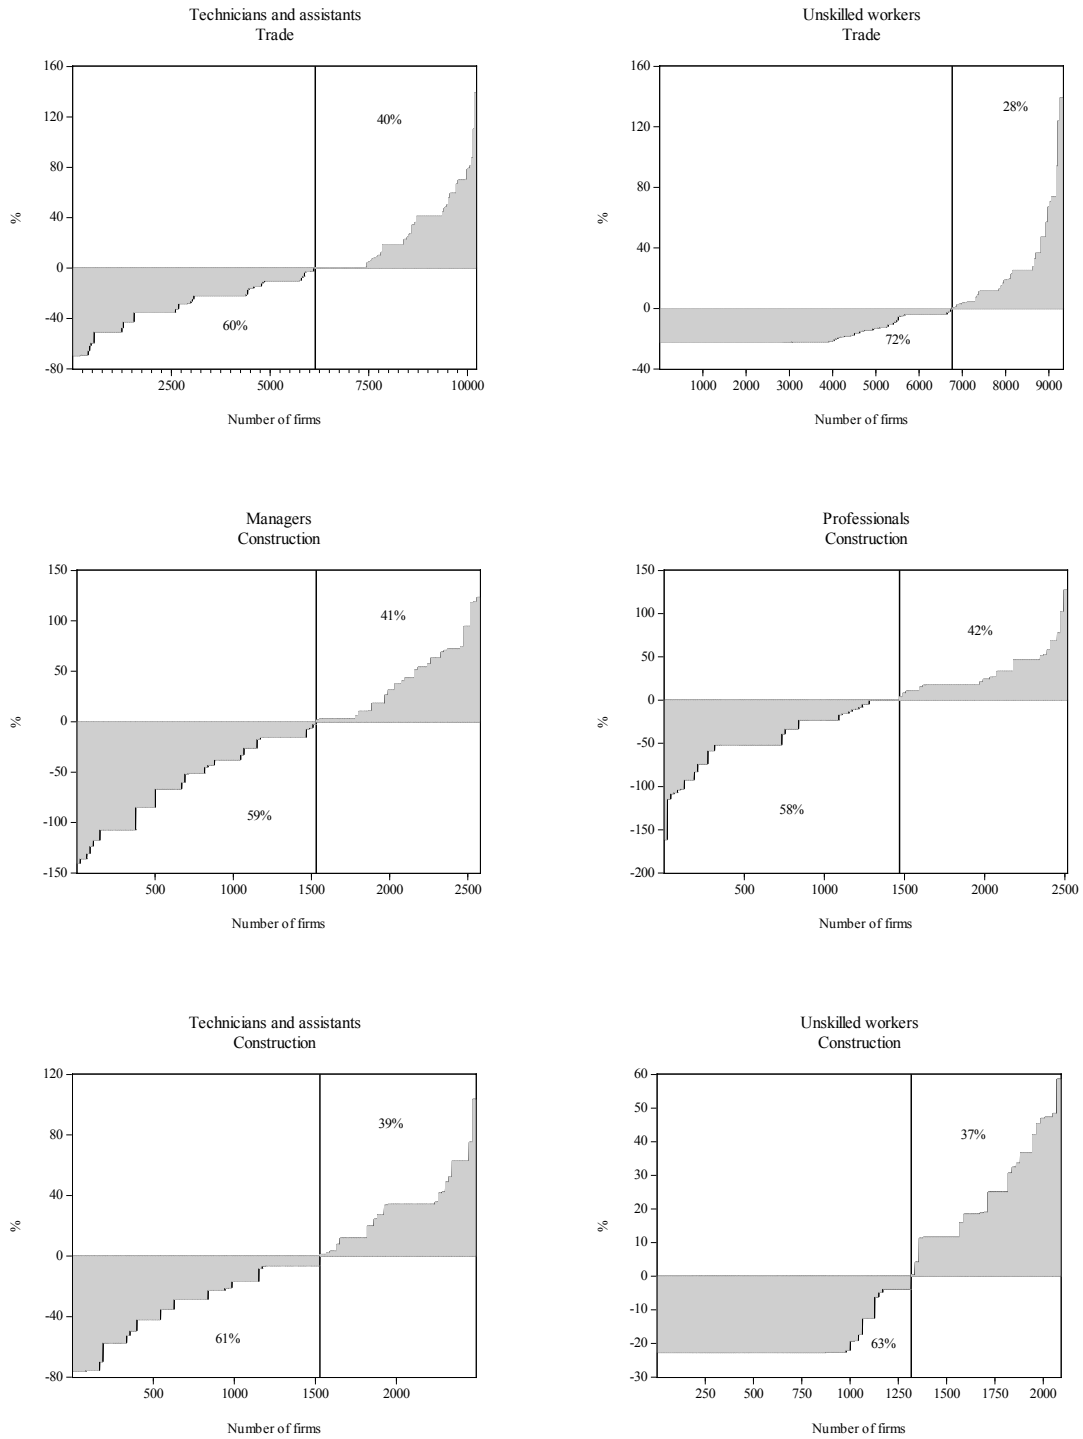 Technicians and assistants
Trade
160
120
80
40
0
-40
-80
%
40%
60%
2500 5000 7500 10000
Number of firms
Unskilled workers
Trade
160
120
80
40
0
-40
%
28%
72%
1000 2000 3000 4000 5000 6000 7000 8000 9000
Number of firms
Managers
Construction
150
100
50
0
-50
-100
-150
%
41%
59%
500 1000 1500 2000 2500
Number of firms
Professionals
Construction
150
100
50
0
-50
-100
-150
-200
%
42%
58%
500 1000 1500 2000 2500
Number of firms
Technicians and assistants
Construction
120
80
40
0
-40
-80
%
39%
61%
500 1000 1500 2000
Number of firms
Unskilled workers
Construction
60
50
40
30
20
10
0
-10
-20
-30
%
37%
63%
250 500 750 1000 1250 1500 1750 2000
Number of firms